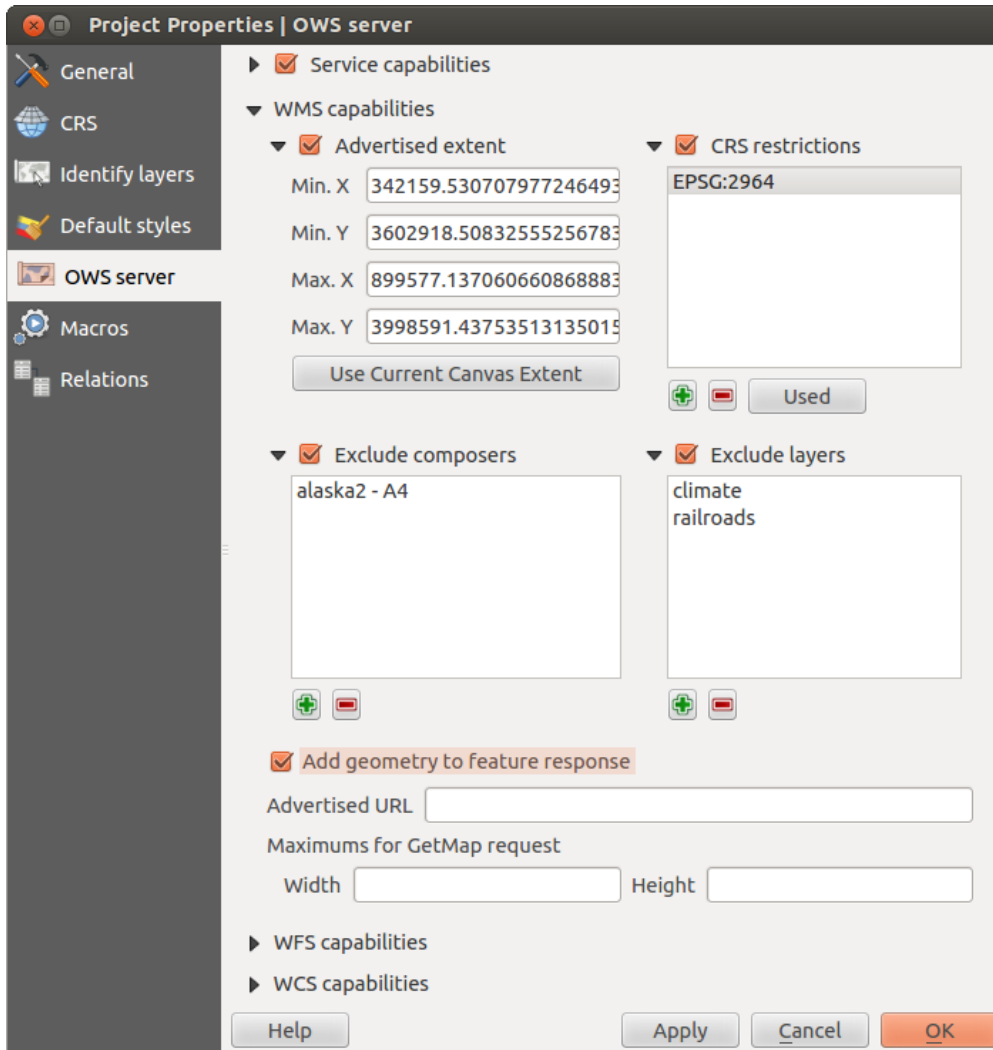 Project Properties | OWS server
General
CRS
Identify layers
Default styles
OWS server
Macros
Relations
Service capabilities
WMS capabilities
Advertised extent
Min. X 342159.530707977246493
Min. Y 3602918.50832555256783
Max. X 899577.137060660868883
Max. Y 3998591.43753513135015
Use Current Canvas Extent
CRS restrictions
EPSG:2964
Used
Exclude composers
alaska2 - A4
Exclude layers
climate
railroads
Add geometry to feature response
Advertised URL
Maximums for GetMap request
Width Height
WFS capabilities
WCS capabilities
Help Apply Cancel OK